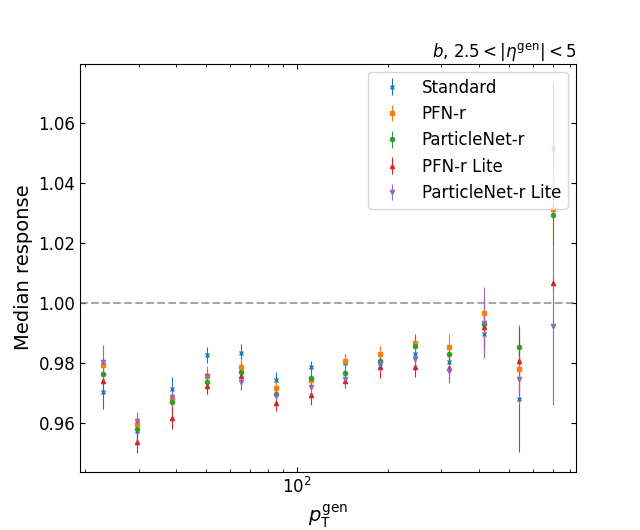 b, 2.5 < |η^gen| < 5
Standard
PFN-r
ParticleNet-r
PFN-r Lite
ParticleNet-r Lite
1.06
1.04
1.02
1.00
0.98
0.96
Median response
10^2
p_T^gen